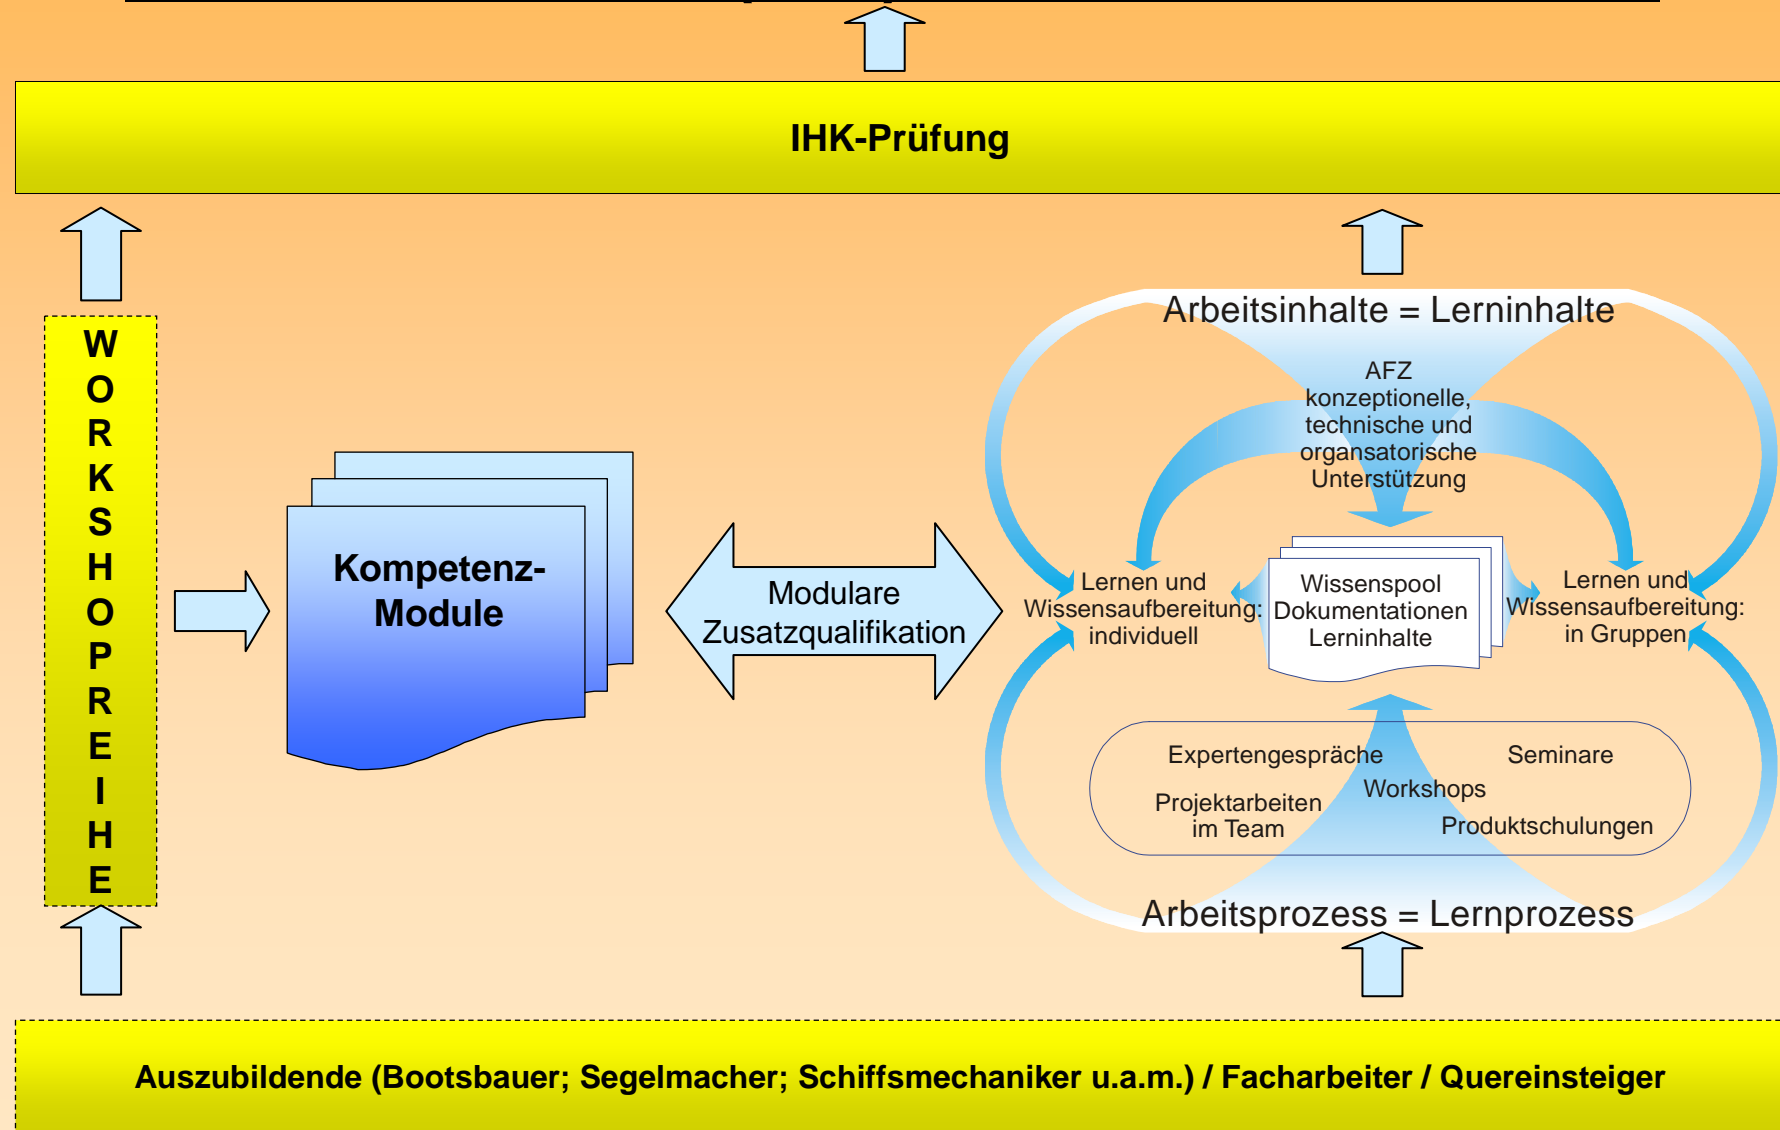 IHK-Prüfung
WORKSHOPREIHE
Kompetenz-
Module
Modulare
Zusatzqualifikation
Arbeitsinhalte = Lerninhalte
AFZ
konzeptionelle,
technische und
organsatorische
Unterstützung
Lernen und
Wissensaufbereitung:
individuell
Wissenspool
Dokumentationen
Lerninhalte
Lernen und
Wissensaufbereitung:
in Gruppen
Expertengespräche
Seminare
Workshops
Projektarbeiten
im Team
Produktschulungen
Arbeitsprozess = Lernprozess
Auszubildende (Bootsbauer; Segelmacher; Schiffsmechaniker u.a.m.) / Facharbeiter / Quereinsteiger